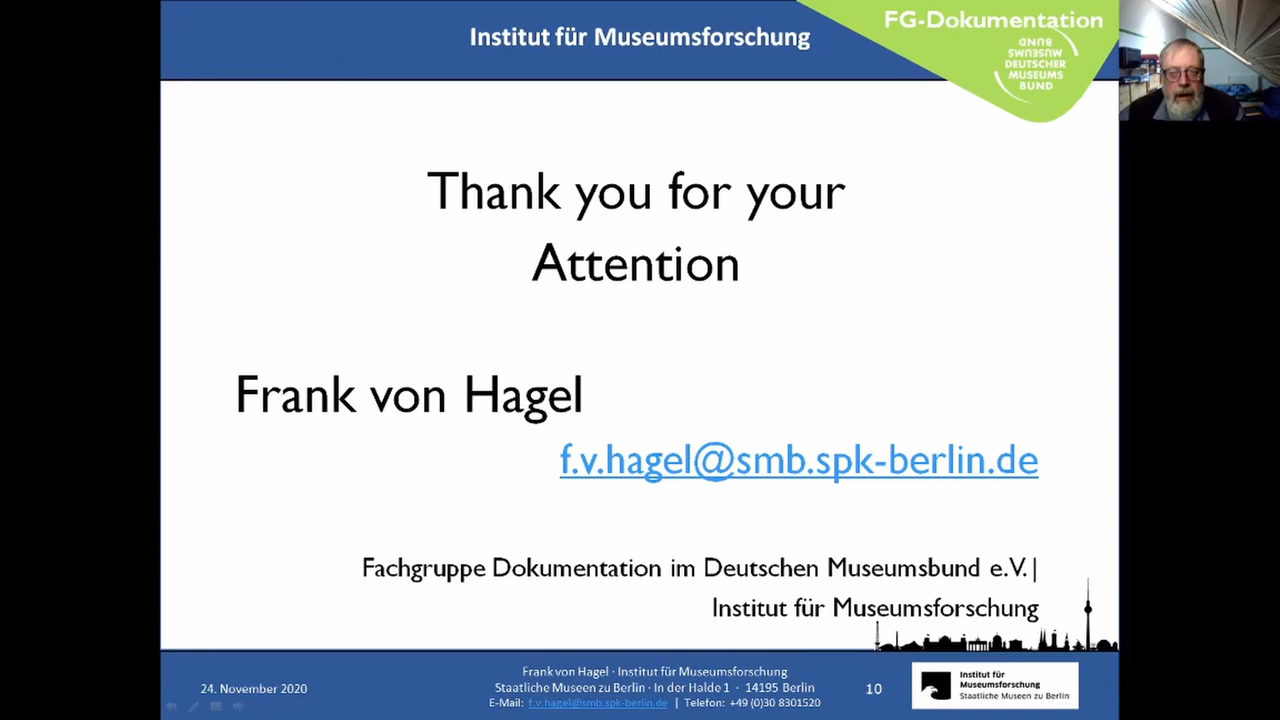 Institut für Museumsforschung
FG-Dokumentation
BUND
MUSEUMS
DEUTSCHER
MUSEUMS
BUND
Thank you for your
Attention
Frank von Hagel
f.v.hagel@smb.spk-berlin.de
Fachgruppe Dokumentation im Deutschen Museumsbund e.V. |
Institut für Museumsforschung
24. November 2020
Frank von Hagel · Institut für Museumsforschung
Staatliche Museen zu Berlin · In der Halde 1 · 14195 Berlin
E-Mail: f.v.hagel@smb.spk-berlin.de | Telefon: +49 (0)30 8301520
10
Institut für
Museumsforschung
Staatliche Museen zu Berlin